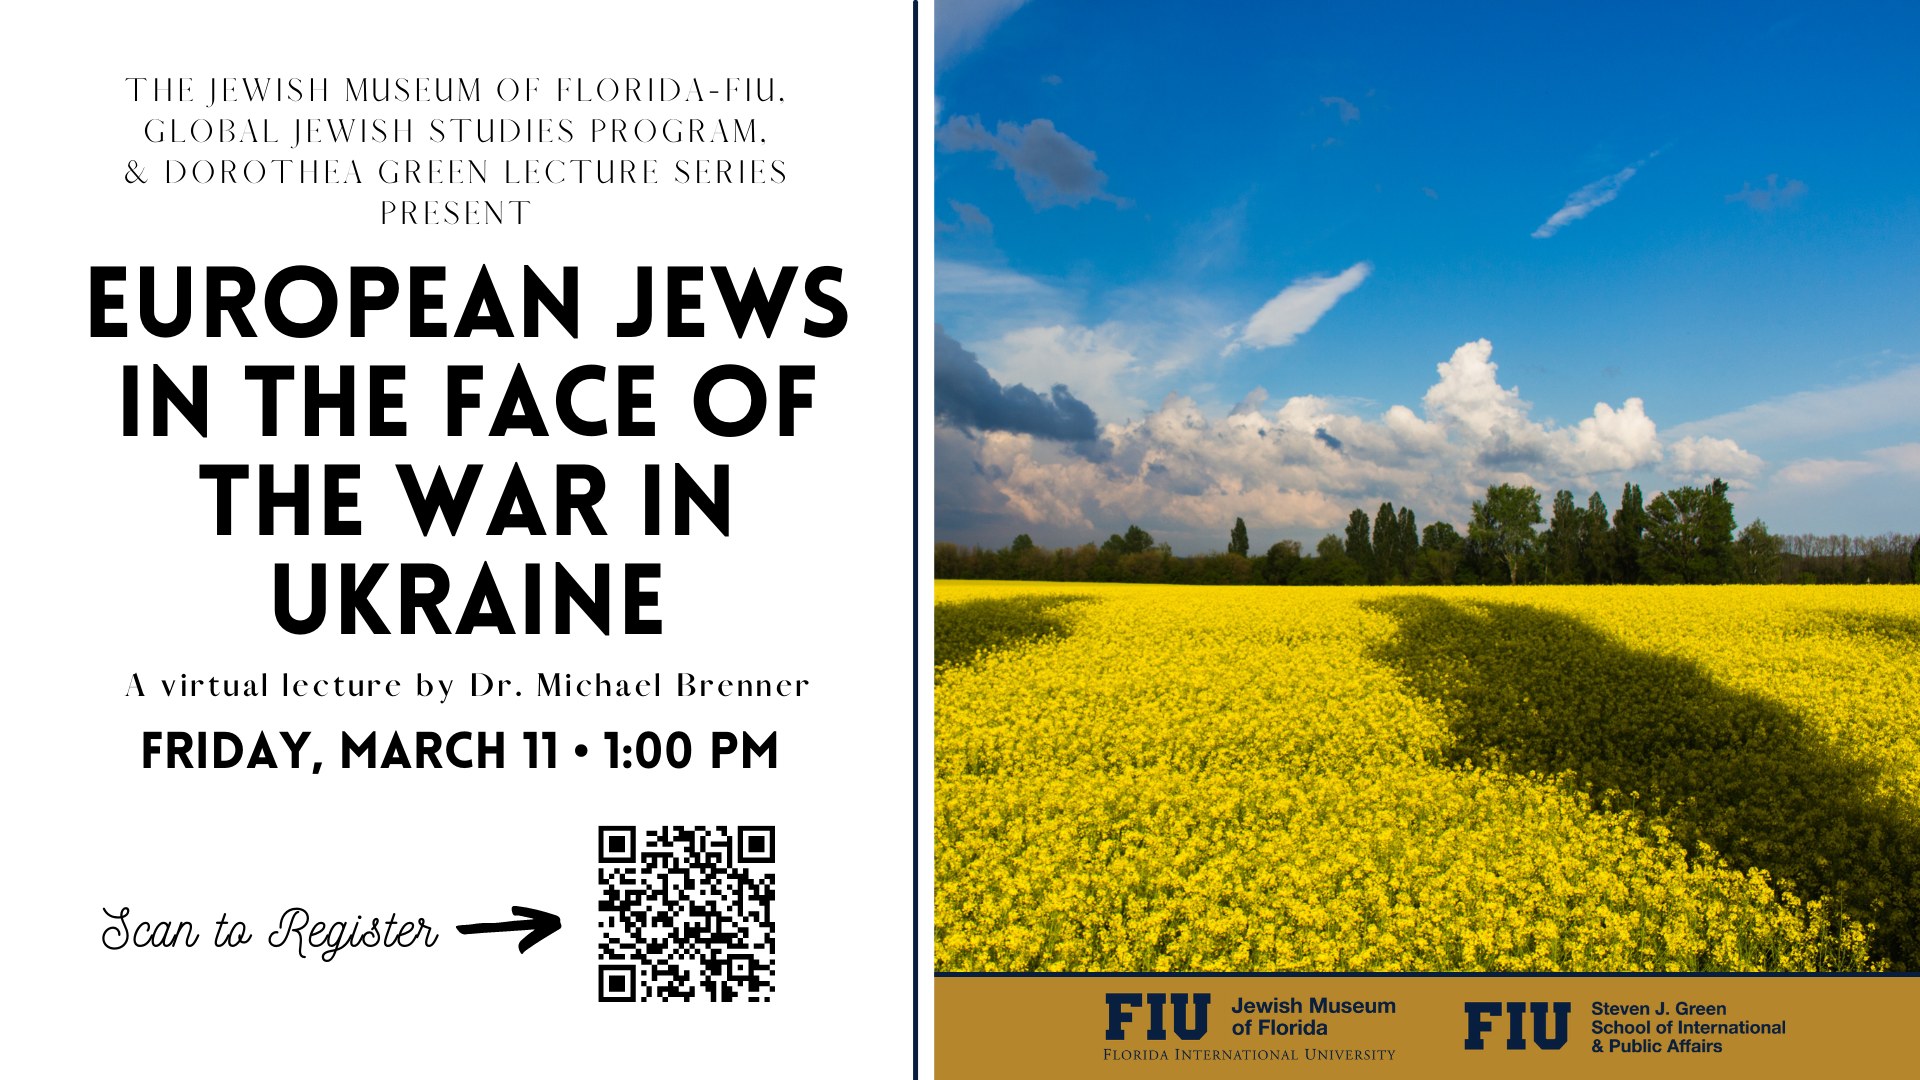 THE JEWISH MUSEUM OF FLORIDA-FIU,
GLOBAL JEWISH STUDIES PROGRAM,
& DOROTHEA GREEN LECTURE SERIES
PRESENT
EUROPEAN JEWS
IN THE FACE OF
THE WAR IN
UKRAINE
A virtual lecture by Dr. Michael Brenner
FRIDAY, MARCH 11 • 1:00 PM
Scan to Register
FIU Jewish Museum
of Florida
FLORIDA INTERNATIONAL UNIVERSITY
FIU Steven J. Green
School of International
& Public Affairs